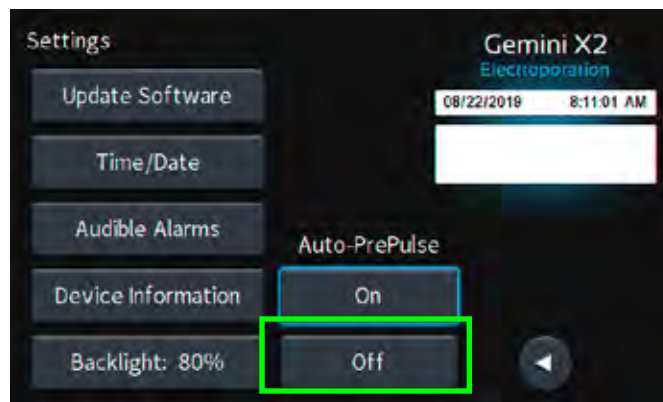 Settings
Gemini X2
Electroporation
Update Software
08/22/2019 8:11:01 AM
Time/Date
Audible Alarms
Auto-PrePulse
Device Information
On
Backlight: 80%
Off